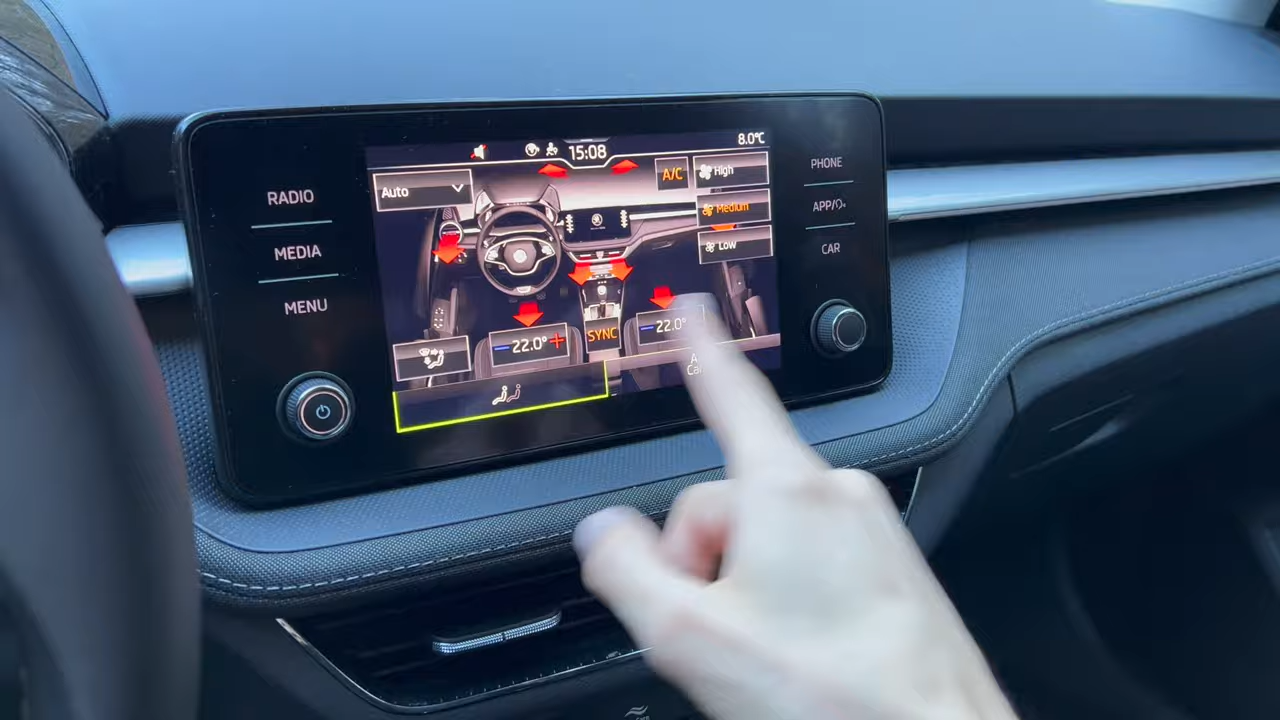 RADIO
MEDIA
MENU
15:08
8.0°C
Auto
A/C
High
Medium
Low
22.0°
SYNC
22.0°
PHONE
APP/
CAR